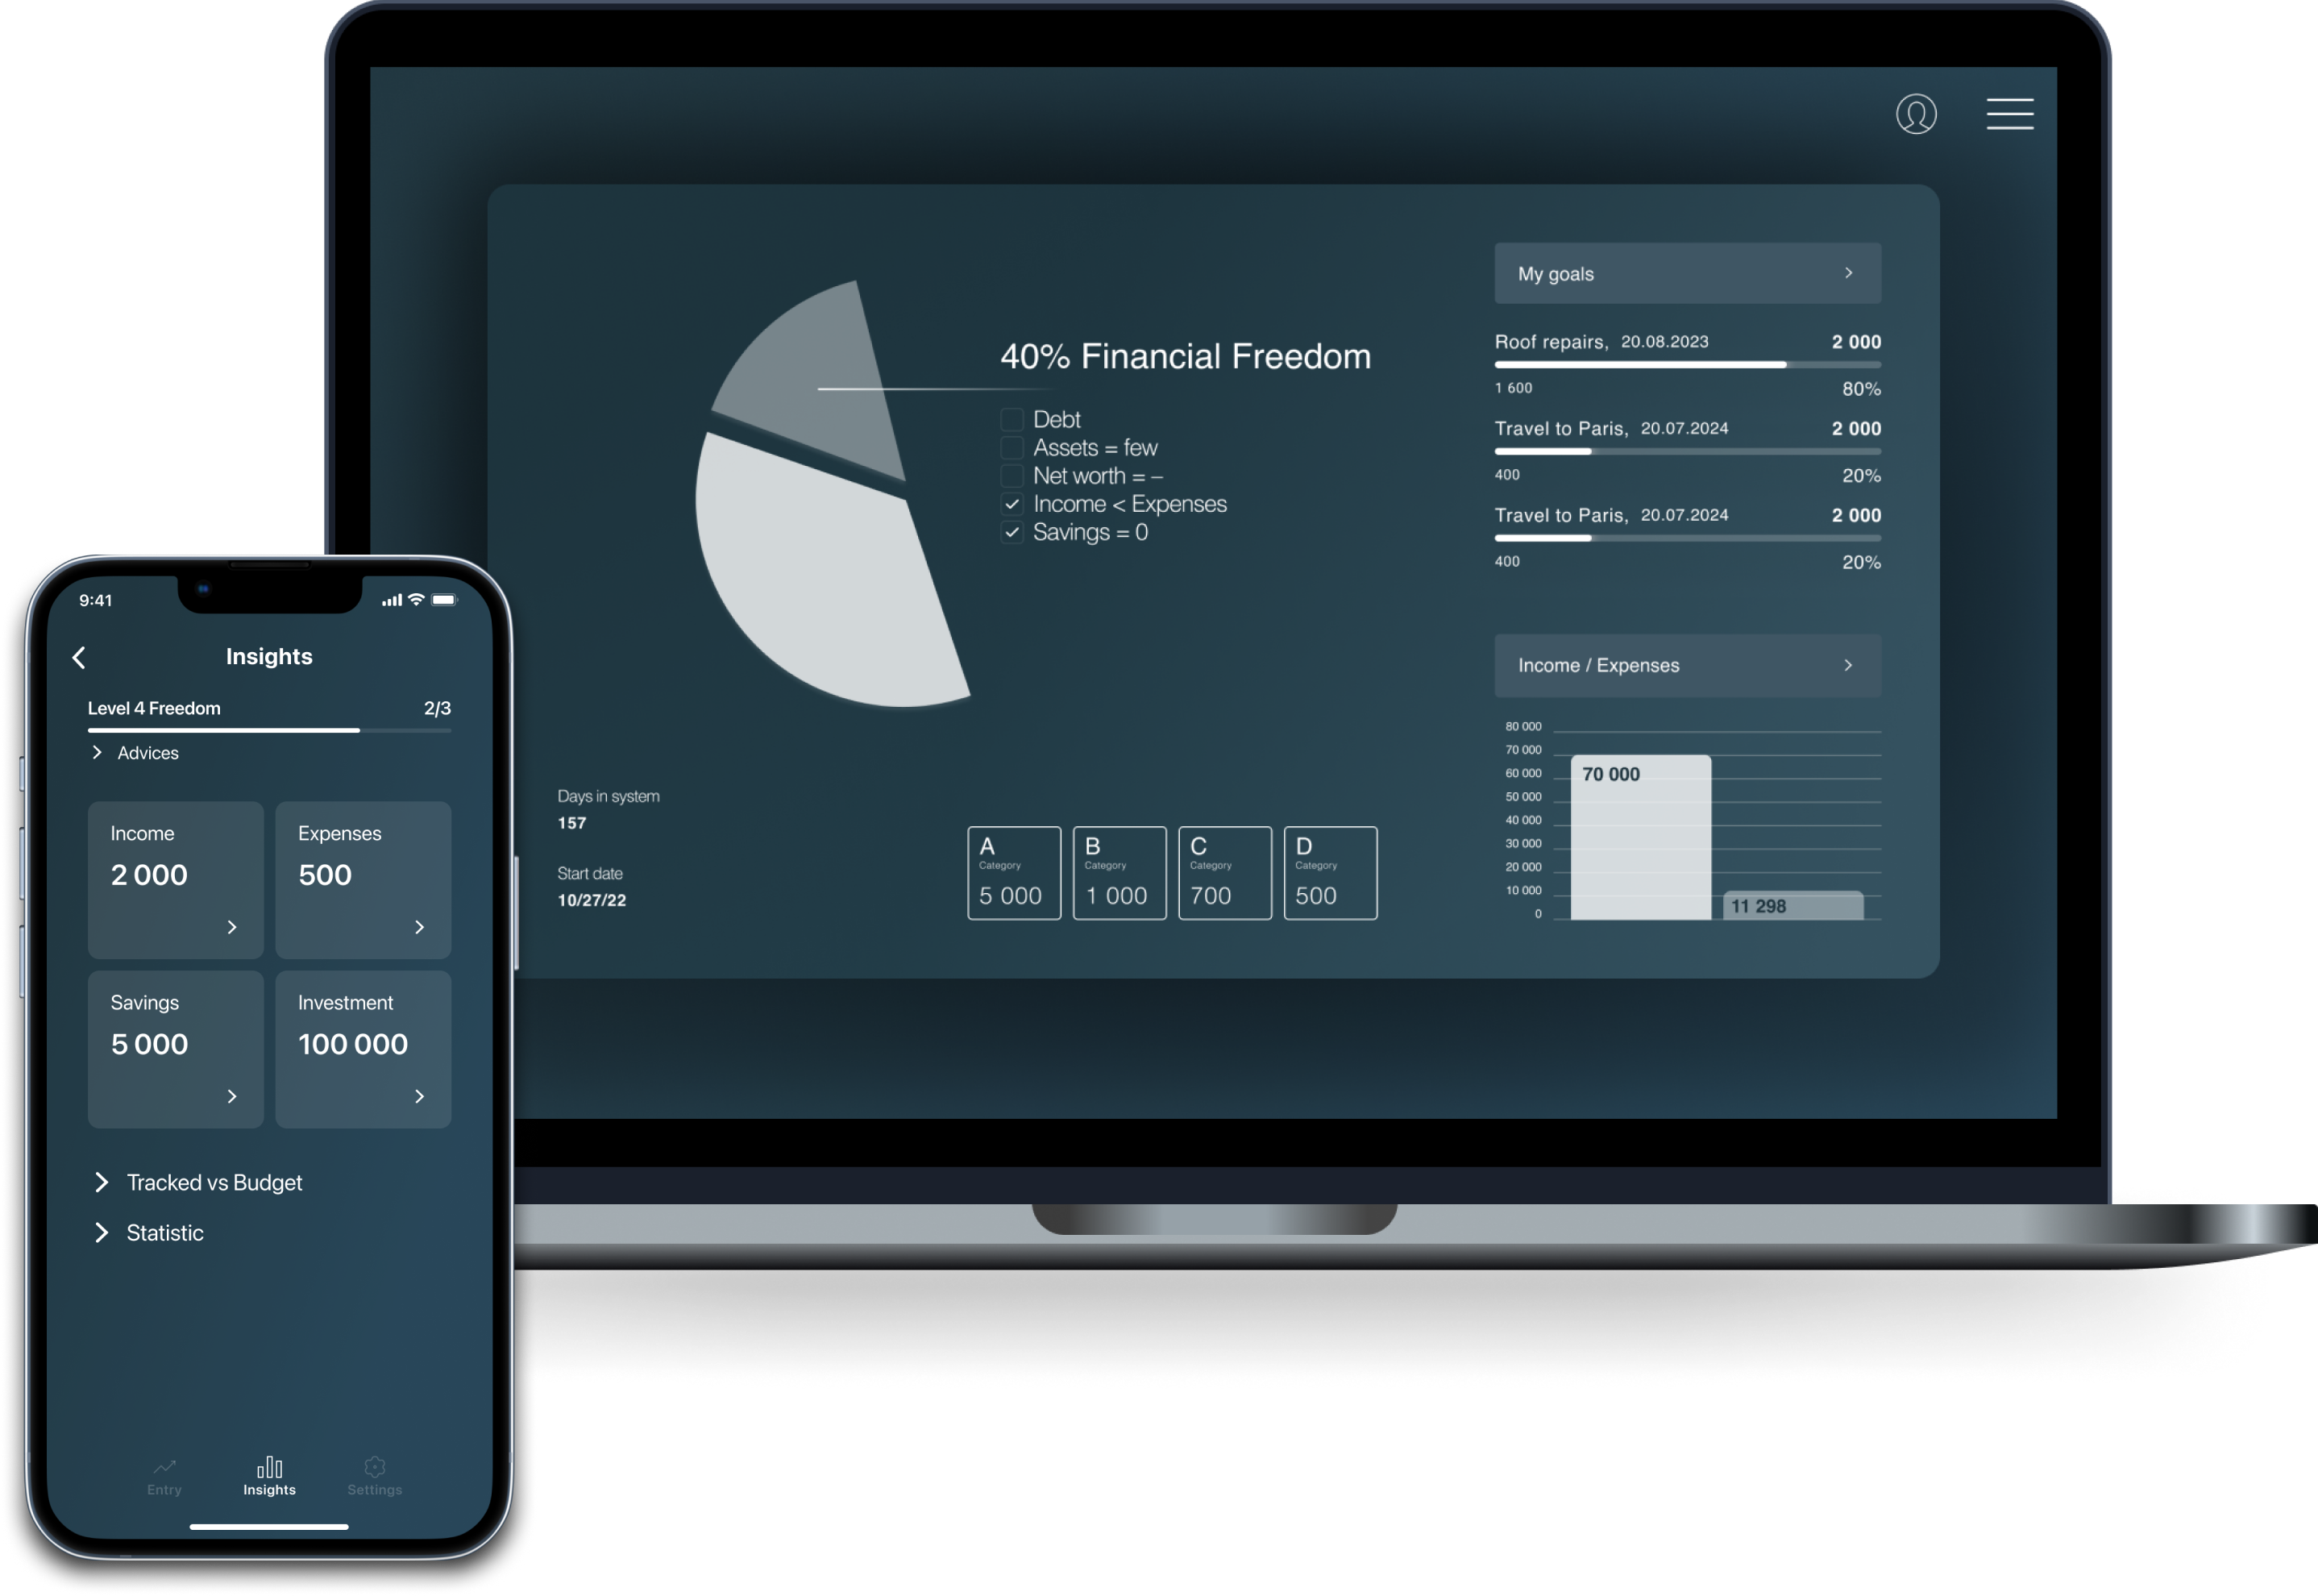 40% Financial Freedom
Debt
Assets = few
Net worth = –
Income < Expenses
Savings = 0
My goals
Roof repairs, 20.08.2023 2 000
1 600 80%
Travel to Paris, 20.07.2024 2 000
400 20%
Travel to Paris, 20.07.2024 2 000
400 20%
Income / Expenses
80 000
70 000
60 000
50 000
40 000
30 000
20 000
10 000
0
70 000
11 298
Days in system
157
Start date
10/27/22
A
Category
5 000
B
Category
1 000
C
Category
700
D
Category
500
9:41
Insights
Level 4 Freedom 2/3
Advices
Income
2 000
Expenses
500
Savings
5 000
Investment
100 000
Tracked vs Budget
Statistic
Entry
Insights
Settings